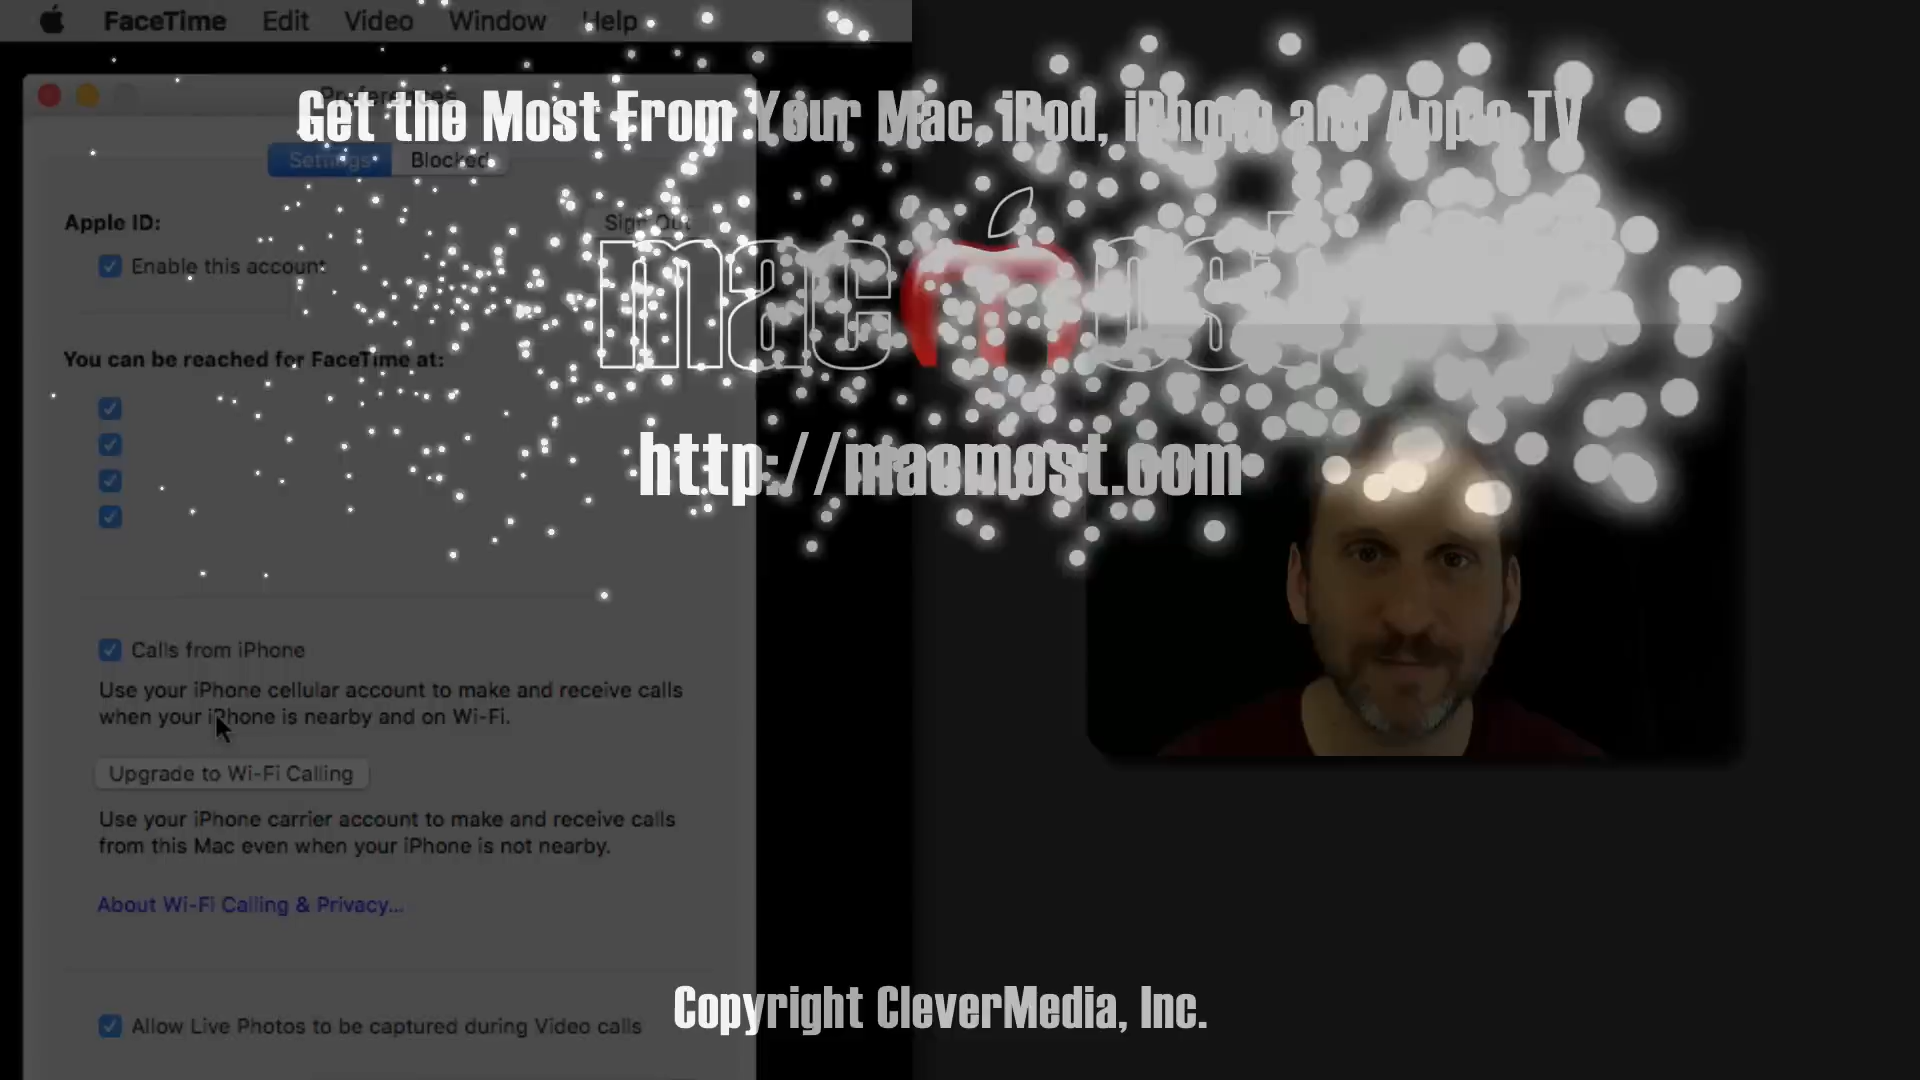 FaceTime Edit Video Window Help
Preferences
Get the Most From Your Mac, iPod, iPhone and Apple TV
Settings Blocked
Apple ID: Sign Out
Enable this account
mac most
You can be reached for FaceTime at:
http://macmost.com
Calls from iPhone
Use your iPhone cellular account to make and receive calls
when your iPhone is nearby and on Wi-Fi.
Upgrade to Wi-Fi Calling
Use your iPhone carrier account to make and receive calls
from this Mac even when your iPhone is not nearby.
About Wi-Fi Calling & Privacy...
Copyright CleverMedia, Inc.
Allow Live Photos to be captured during Video calls